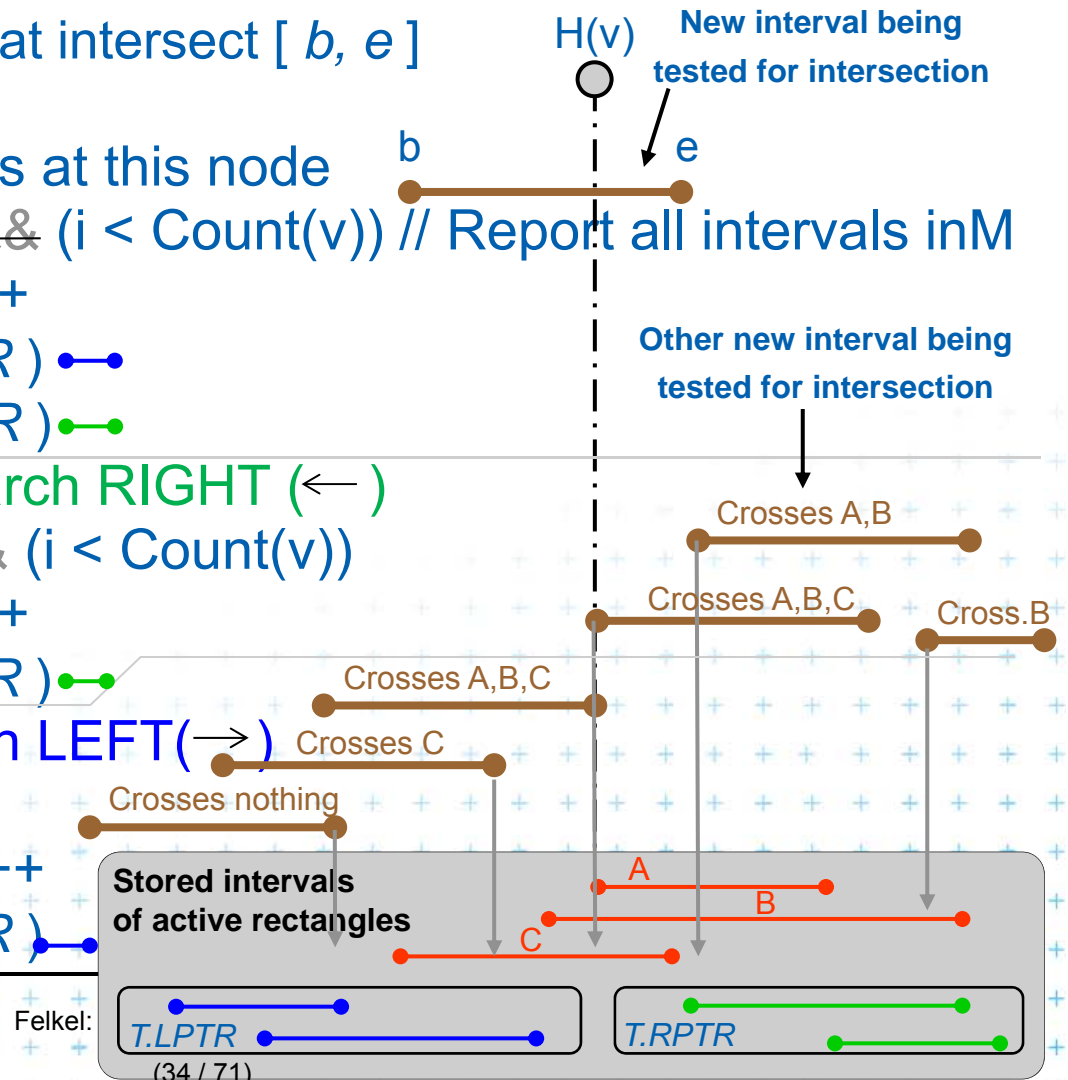 at intersect [ b, e ]
H(v)
New interval being
tested for intersection
b
e
s at this node
& (i < Count(v)) // Report all intervals inM
+
R )
Other new interval being
tested for intersection
R )
rch RIGHT (← )
Crosses A,B
& (i < Count(v))
+
Crosses A,B,C
Cross.B
R )
Crosses A,B,C
n LEFT(→ )
Crosses C
Crosses nothing
++
Stored intervals
of active rectangles
A
B
C
R )
Felkel:
T.LPTR
T.RPTR
(34 / 71)